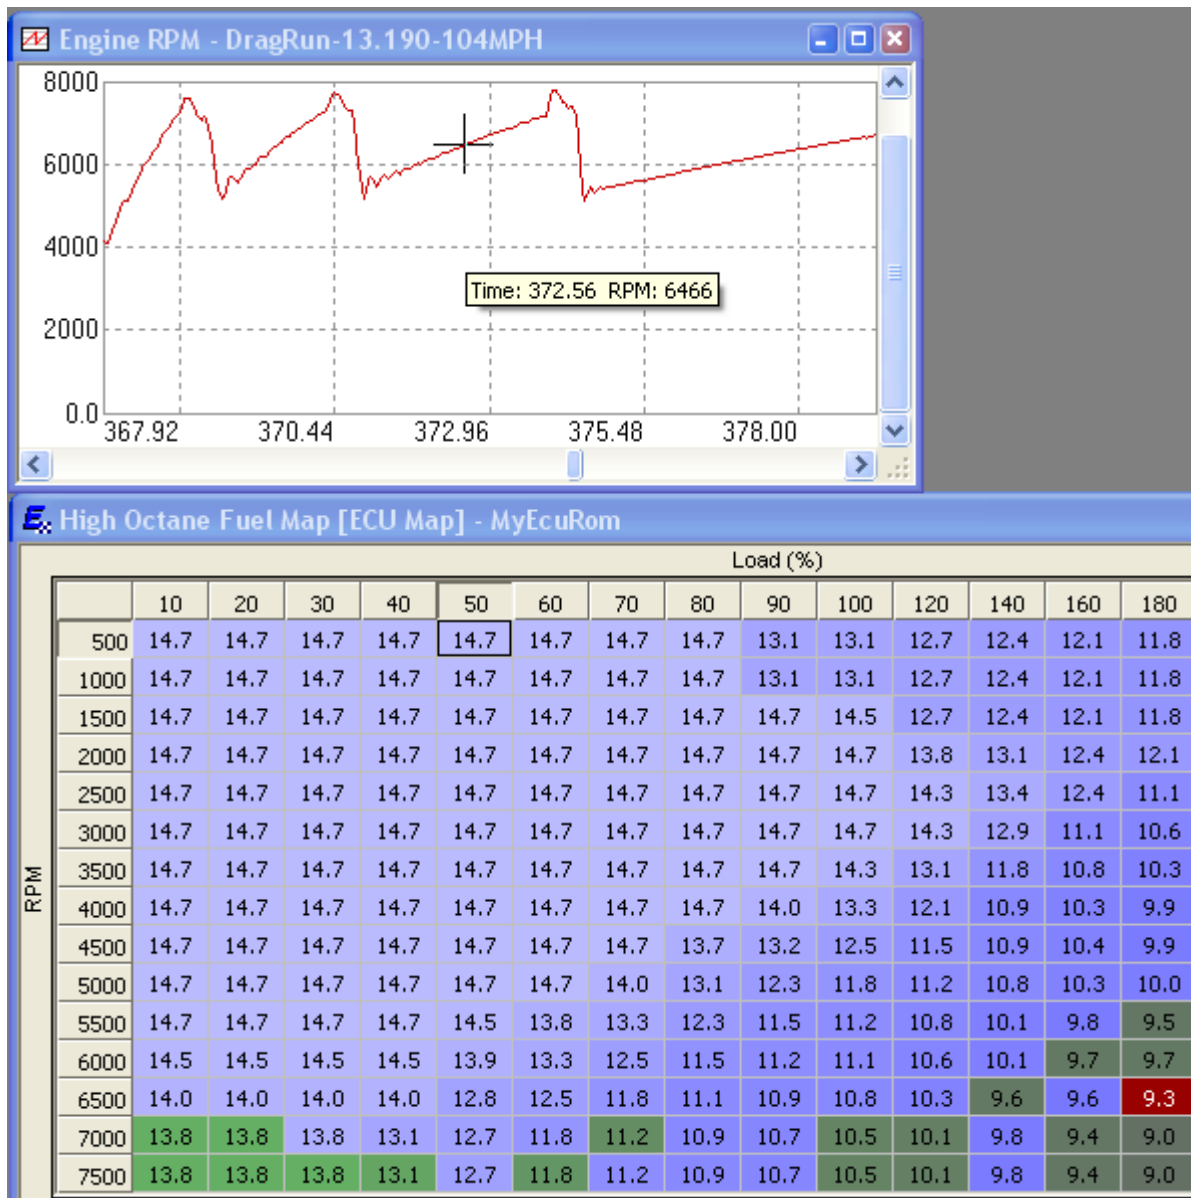 Engine RPM - DragRun-13.190-104MPH
8000
6000
4000
Time: 372.56 RPM: 6466
2000
0.0
367.92 370.44 372.96 375.48 378.00
High Octane Fuel Map [ECU Map] - MyEcuRom
Load (%)
10 20 30 40 50 60 70 80 90 100 120 140 160 180
500 14.7 14.7 14.7 14.7 14.7 14.7 14.7 14.7 13.1 13.1 12.7 12.4 12.1 11.8
1000 14.7 14.7 14.7 14.7 14.7 14.7 14.7 14.7 13.1 13.1 12.7 12.4 12.1 11.8
1500 14.7 14.7 14.7 14.7 14.7 14.7 14.7 14.7 14.7 14.5 12.7 12.4 12.1 11.8
2000 14.7 14.7 14.7 14.7 14.7 14.7 14.7 14.7 14.7 14.7 13.8 13.1 12.4 12.1
2500 14.7 14.7 14.7 14.7 14.7 14.7 14.7 14.7 14.7 14.7 14.3 13.4 12.4 11.1
3000 14.7 14.7 14.7 14.7 14.7 14.7 14.7 14.7 14.7 14.7 14.3 12.9 11.1 10.6
3500 14.7 14.7 14.7 14.7 14.7 14.7 14.7 14.7 14.7 14.3 13.1 11.8 10.8 10.3
RPM
4000 14.7 14.7 14.7 14.7 14.7 14.7 14.7 14.7 14.0 13.3 12.1 10.9 10.3 9.9
4500 14.7 14.7 14.7 14.7 14.7 14.7 14.7 13.7 13.2 12.5 11.5 10.9 10.4 9.9
5000 14.7 14.7 14.7 14.7 14.7 14.7 14.0 13.1 12.3 11.8 11.2 10.8 10.3 10.0
5500 14.7 14.7 14.7 14.7 14.5 13.8 13.3 12.3 11.5 11.2 10.8 10.1 9.8 9.5
6000 14.5 14.5 14.5 14.5 13.9 13.3 12.5 11.5 11.2 11.1 10.6 10.1 9.7 9.7
6500 14.0 14.0 14.0 14.0 12.8 12.5 11.8 11.1 10.9 10.8 10.3 9.6 9.6 9.3
7000 13.8 13.8 13.8 13.1 12.7 11.8 11.2 10.9 10.7 10.5 10.1 9.8 9.4 9.0
7500 13.8 13.8 13.8 13.1 12.7 11.8 11.2 10.9 10.7 10.5 10.1 9.8 9.4 9.0